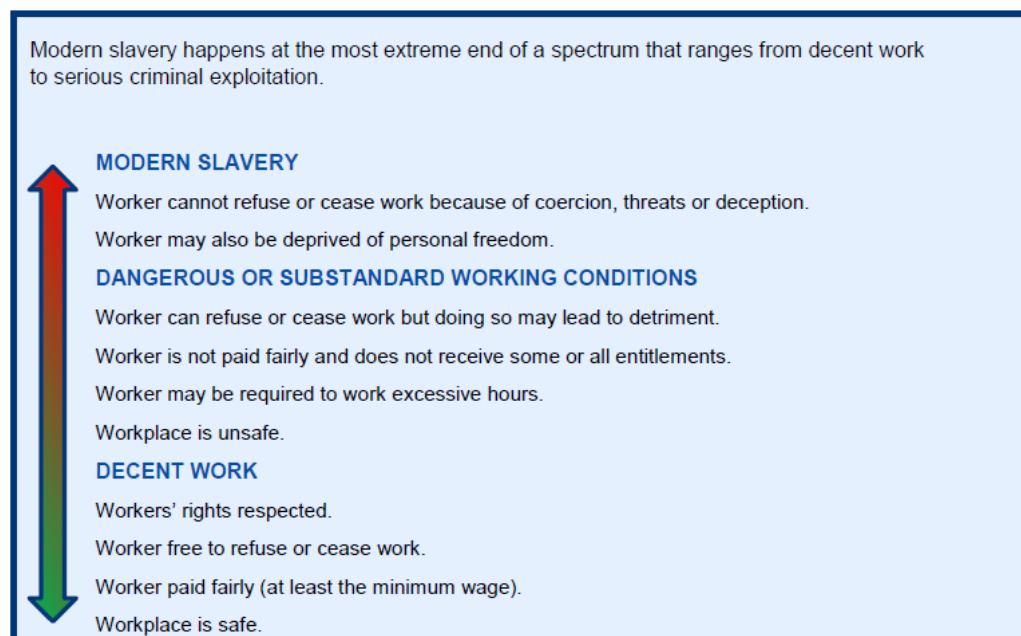 Modern slavery happens at the most extreme end of a spectrum that ranges from decent work
to serious criminal exploitation.
MODERN SLAVERY
Worker cannot refuse or cease work because of coercion, threats or deception.
Worker may also be deprived of personal freedom.
DANGEROUS OR SUBSTANDARD WORKING CONDITIONS
Worker can refuse or cease work but doing so may lead to detriment.
Worker is not paid fairly and does not receive some or all entitlements.
Worker may be required to work excessive hours.
Workplace is unsafe.
DECENT WORK
Workers’ rights respected.
Worker free to refuse or cease work.
Worker paid fairly (at least the minimum wage).
Workplace is safe.